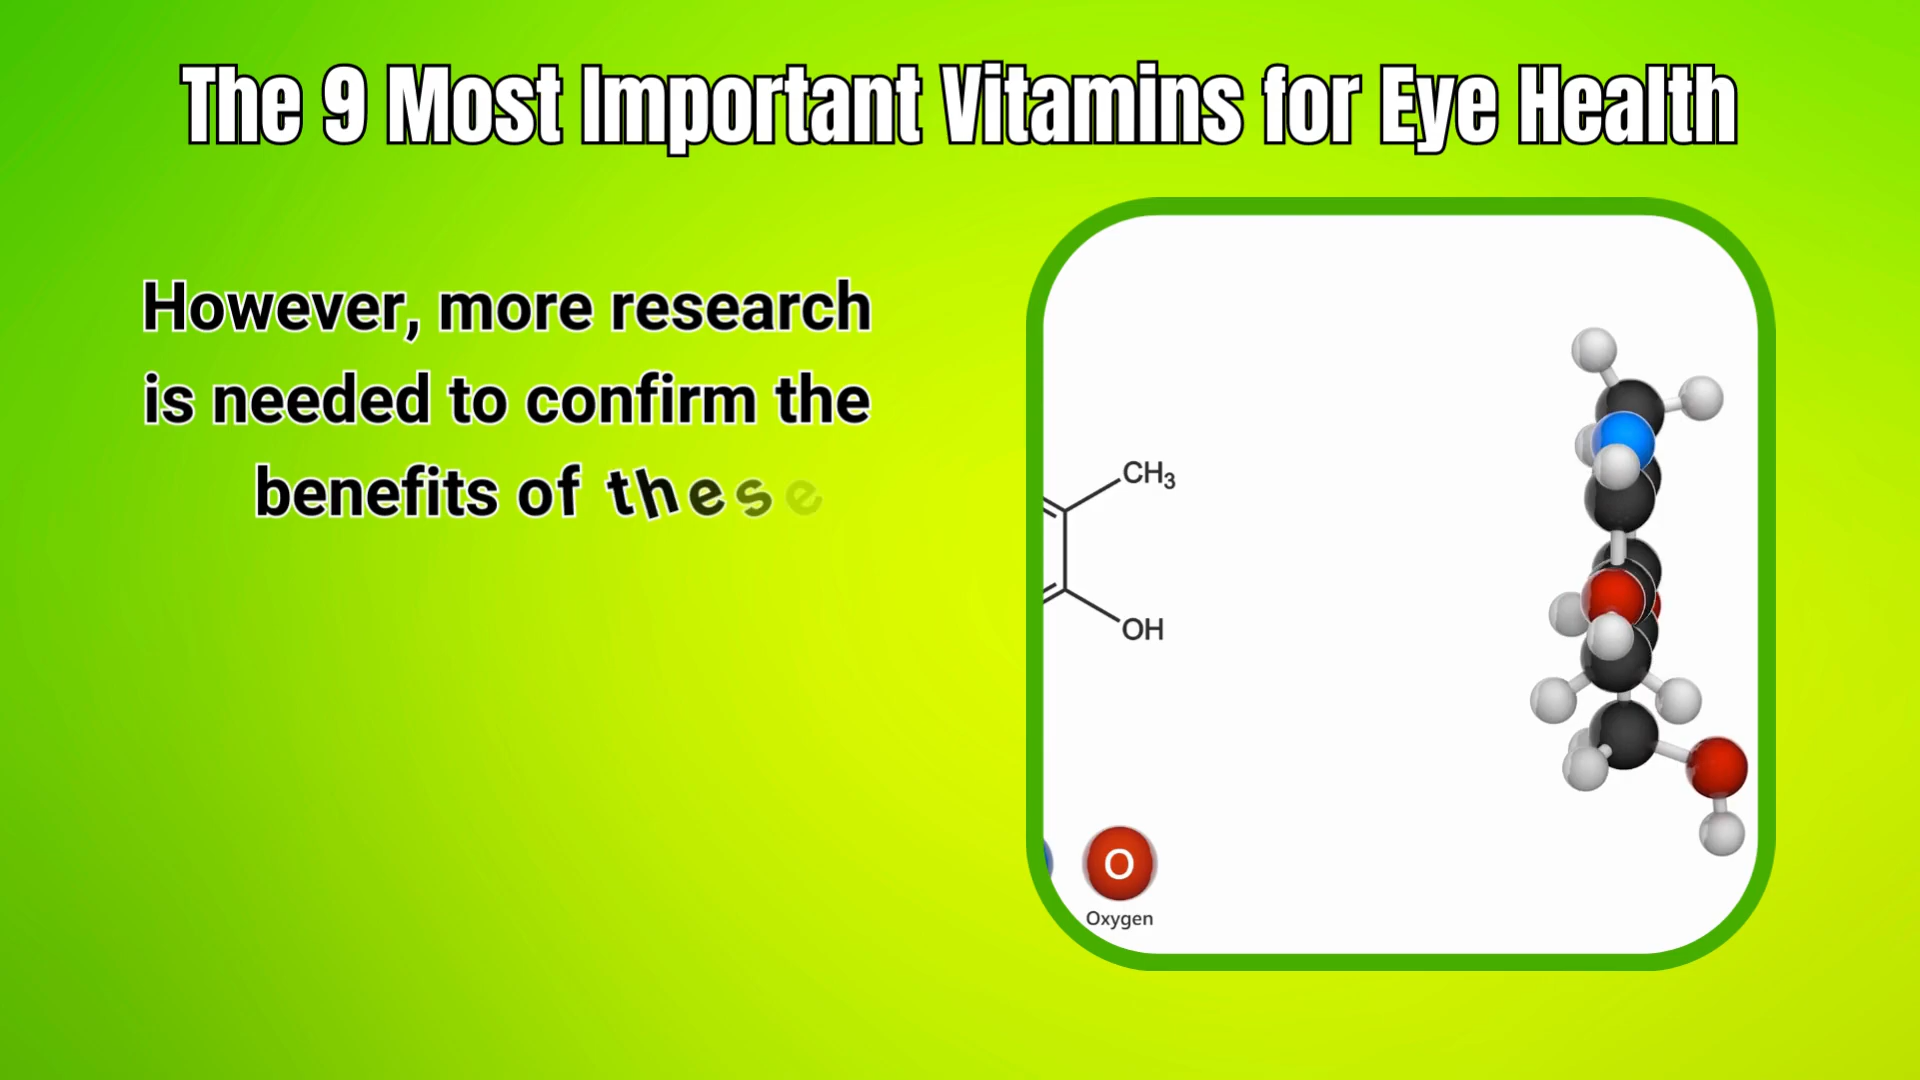 The 9 Most Important Vitamins for Eye Health
However, more research
is needed to confirm the
benefits of these
CH3
OH
O
Oxygen